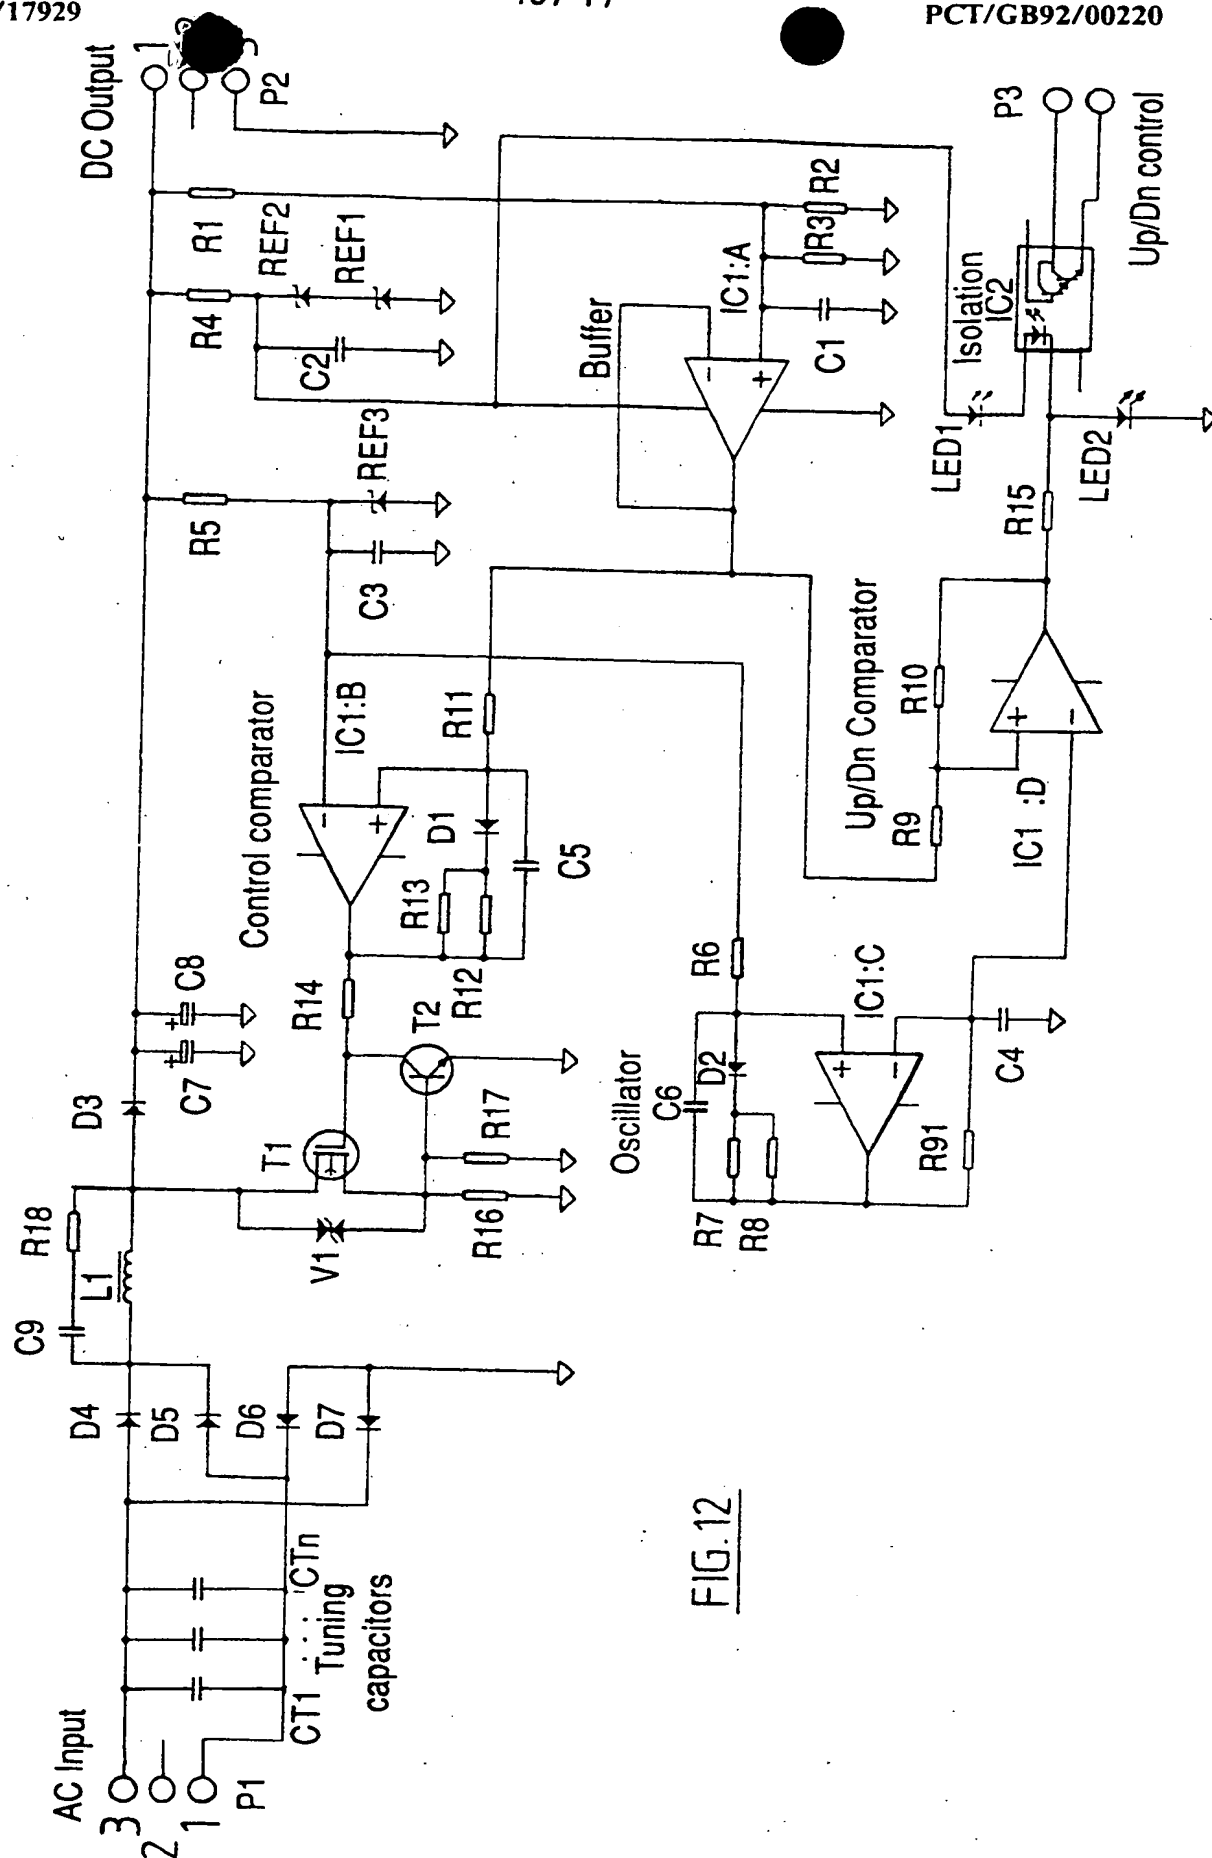 /17929
PCT/GB92/00220
AC Input
3
2
1
P1
CT1
....
CTn
Tuning
capacitors
D4
D5
D6
D7
C9
R18
L1
V1
T1
R16
R17
T2
D3
C7
+
C8
+
R14
Control comparator
IC1:B
-
+
R13
R12
D1
C5
R11
R5
REF3
C3
R4
C2
REF2
REF1
R1
DC Output
1
P2
Buffer
IC1:A
-
+
R3
R2
C1
Oscillator
C6
D2
R7
R8
R6
IC1:C
+
-
R91
C4
Up/Dn Comparator
R9
R10
IC1 :D
+
-
R15
LED1
LED2
Isolation
IC2
P3
Up/Dn control
FIG.12